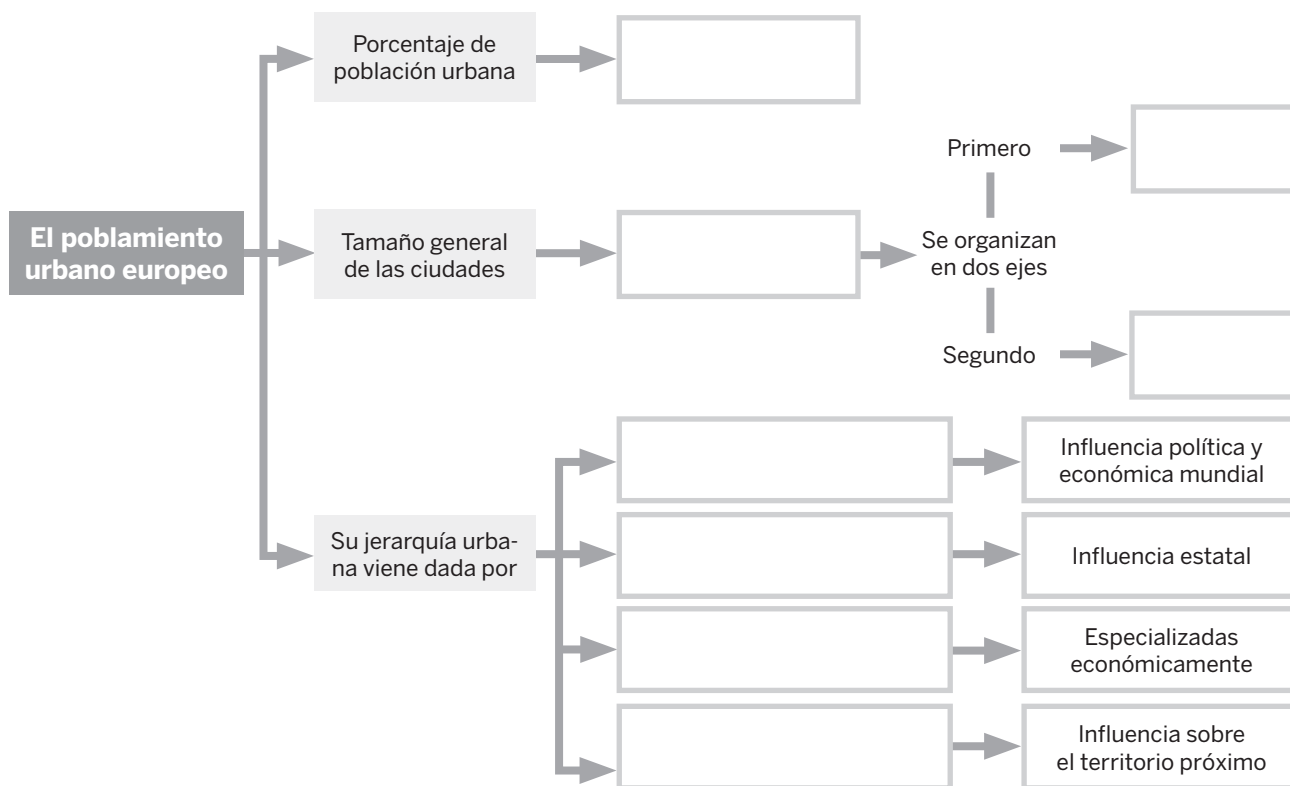 Porcentaje de
población urbana
Primero
El poblamiento
urbano europeo
Tamaño general
de las ciudades
Se organizan
en dos ejes
Segundo
Influencia política y
económica mundial
Su jerarquía urba-
na viene dada por
Influencia estatal
Especializadas
económicamente
Influencia sobre
el territorio próximo